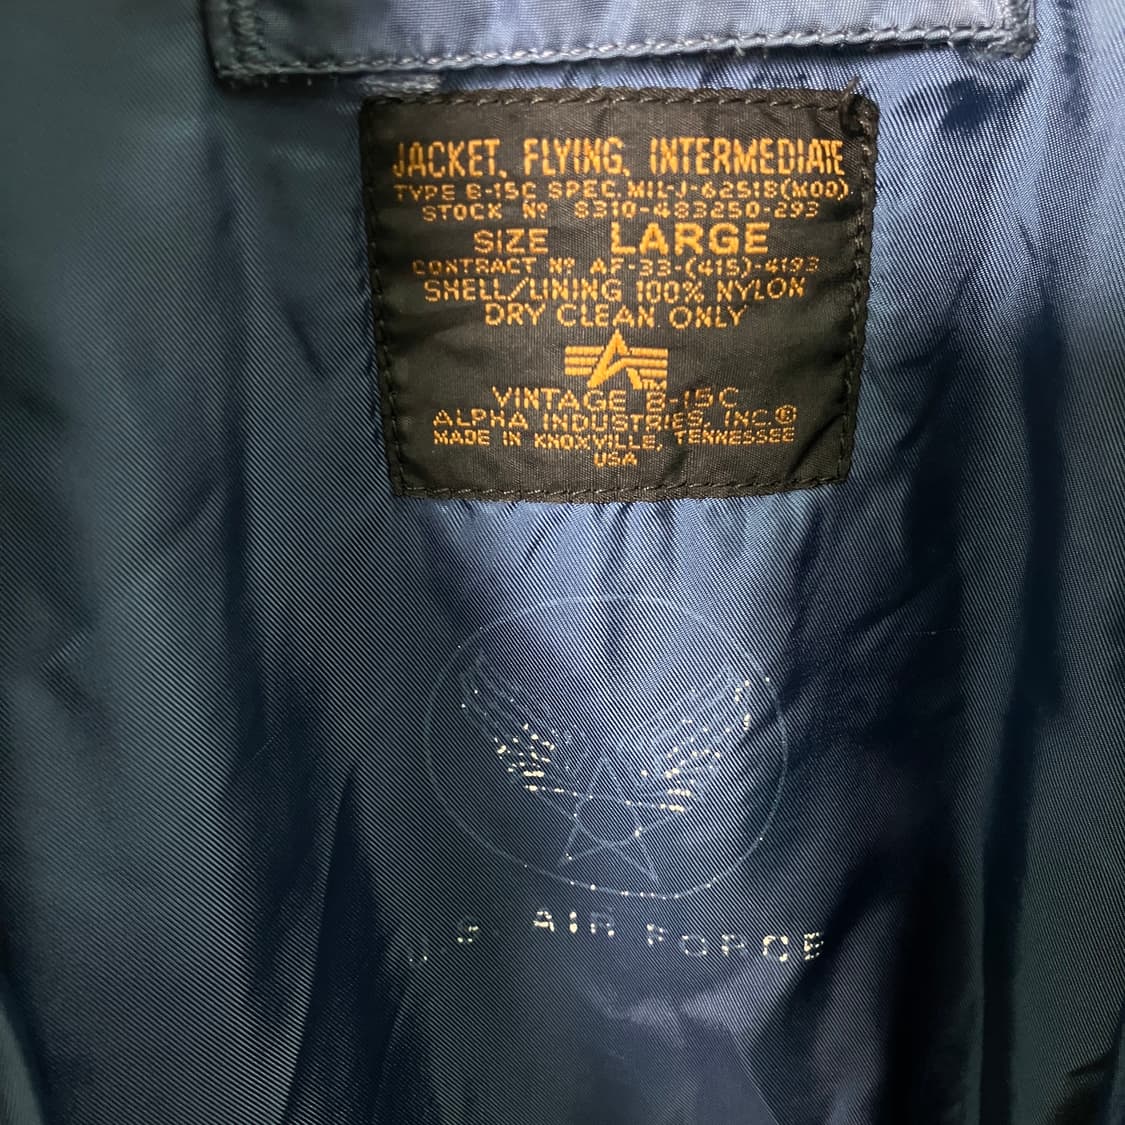 JACKET, FLYING, INTERMEDIATE
TYPE B-15C SPEC. MIL-J-6251B(MOD).
STOCK Nº 8310-483250-293
SIZE LARGE
CONTRACT Nº AF-33-(415)-4193
SHELL/LINING 100% NYLON
DRY CLEAN ONLY
TM
VINTAGE B-15C
ALPHA INDUSTRIES, INC.®
MADE IN KNOXVILLE, TENNESSEE
USA
U.S. AIR FORCE